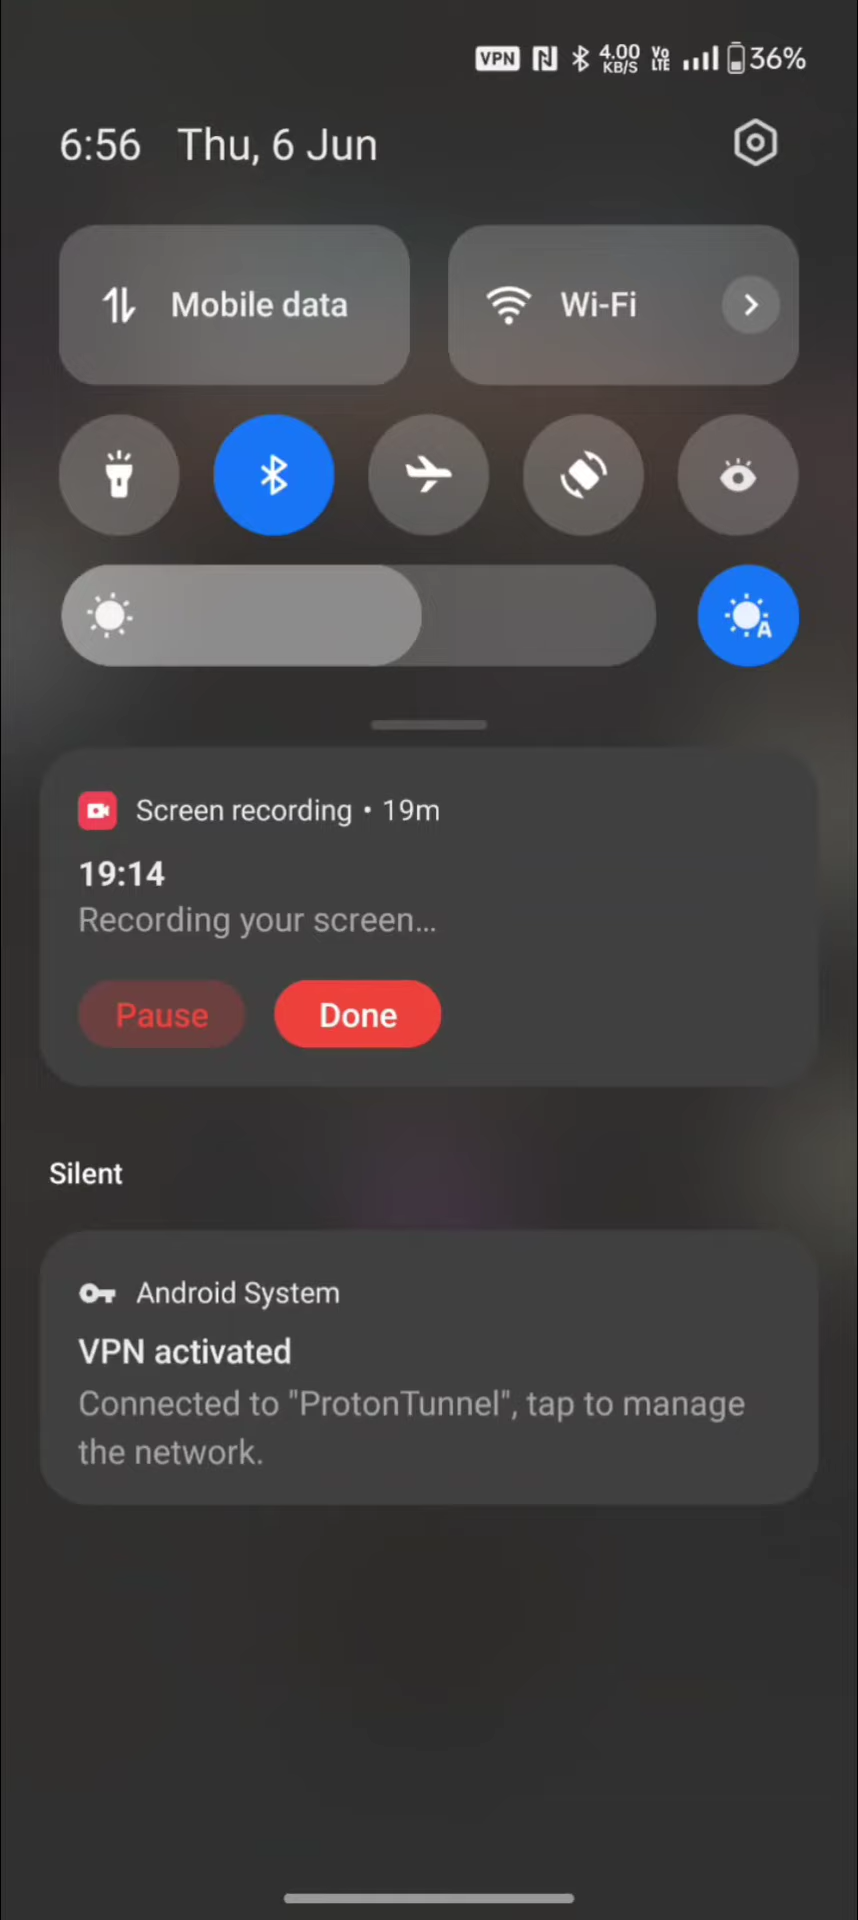 VPN 4.00 KB/S Vo LTE 36%
6:56 Thu, 6 Jun
Mobile data
Wi-Fi
A
Screen recording • 19m
19:14
Recording your screen...
Pause Done
Silent
Android System
VPN activated
Connected to "ProtonTunnel", tap to manage
the network.